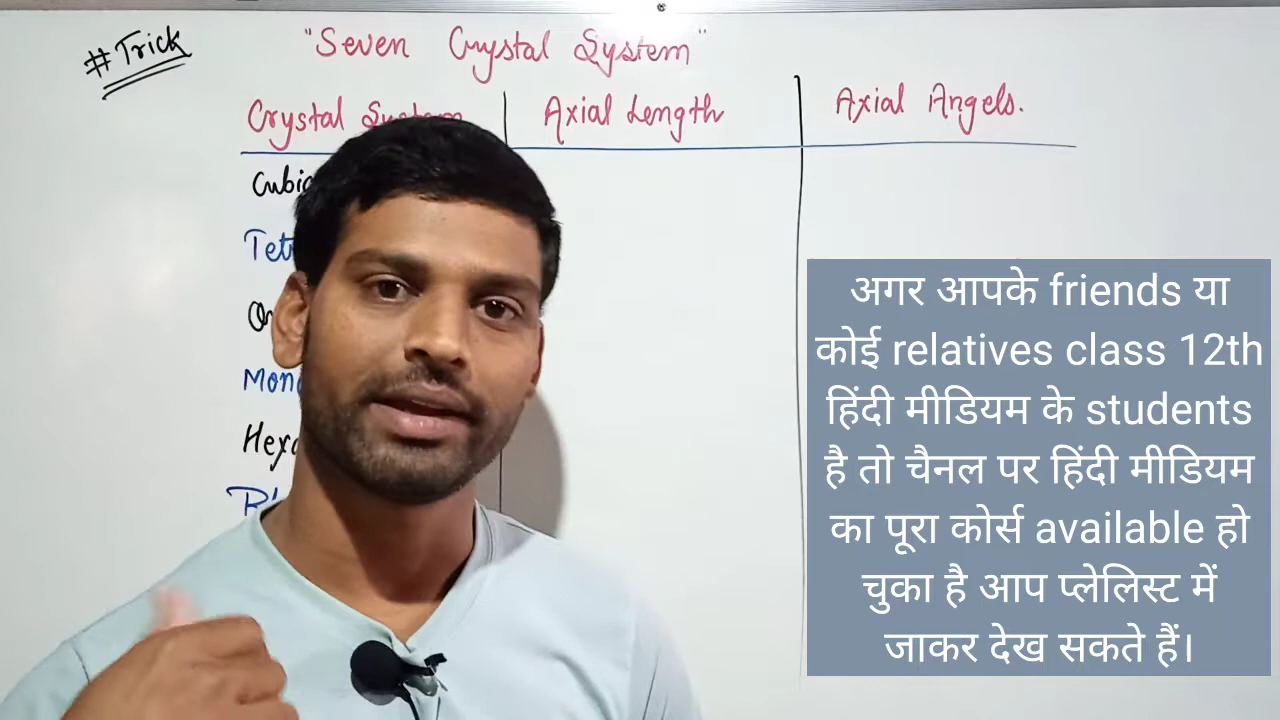 #Trick
"Seven Crystal System"
Crystal System
Axial Length
Axial Angels.
Cubic
अगर आपके friends या
कोई relatives class 12th
हिंदी मीडियम के students
है तो चैनल पर हिंदी मीडियम
का पूरा कोर्स available हो
चुका है आप प्लेलिस्ट में
जाकर देख सकते हैं।